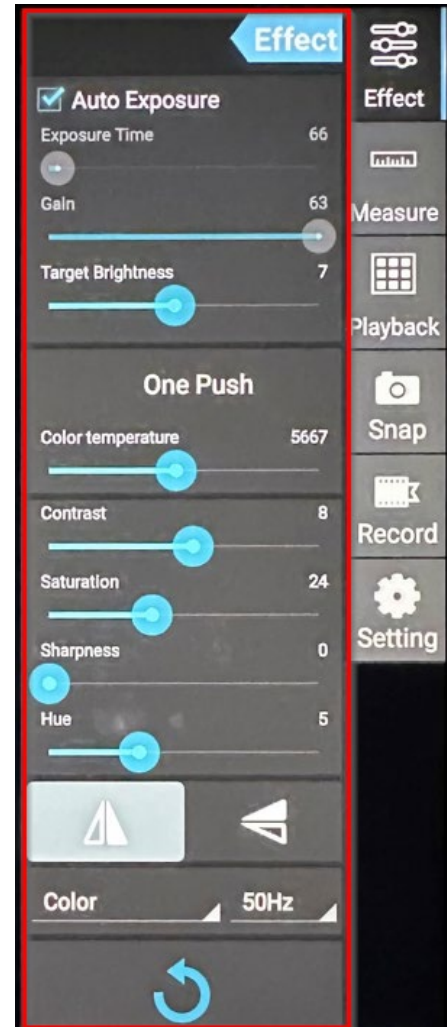 Effect
Auto Exposure
Exposure Time 66
Gain 63
Target Brightness 7
One Push
Color temperature 5667
Contrast 8
Saturation 24
Sharpness 0
Hue 5
Color 50Hz
Effect
Measure
Playback
Snap
Record
Setting